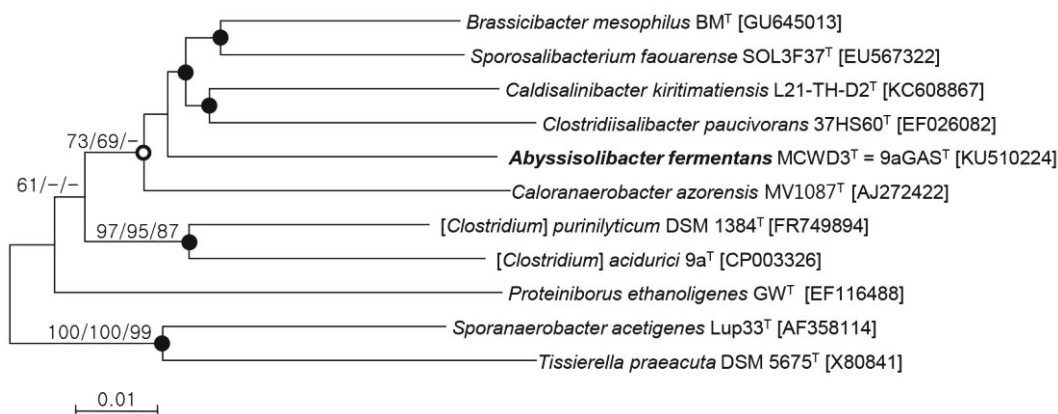 Brassicibacter mesophilus BMᵀ [GU645013]
Sporosalibacterium faouarense SOL3F37ᵀ [EU567322]
Caldisalinibacter kiritimatiensis L21-TH-D2ᵀ [KC608867]
Clostridiisalibacter paucivorans 37HS60ᵀ [EF026082]
73/69/–
Abyssisolibacter fermentans MCWD3ᵀ = 9aGASᵀ [KU510224]
61/-/-
Caloranaerobacter azorensis MV1087ᵀ [AJ272422]
[Clostridium] purinilyticum DSM 1384ᵀ [FR749894]
97/95/87
[Clostridium] acidurici 9aᵀ [CP003326]
Proteiniborus ethanoligenes GWᵀ [EF116488]
Sporanaerobacter acetigenes Lup33ᵀ [AF358114]
100/100/99
Tissierella praeacuta DSM 5675ᵀ [X80841]
0.01